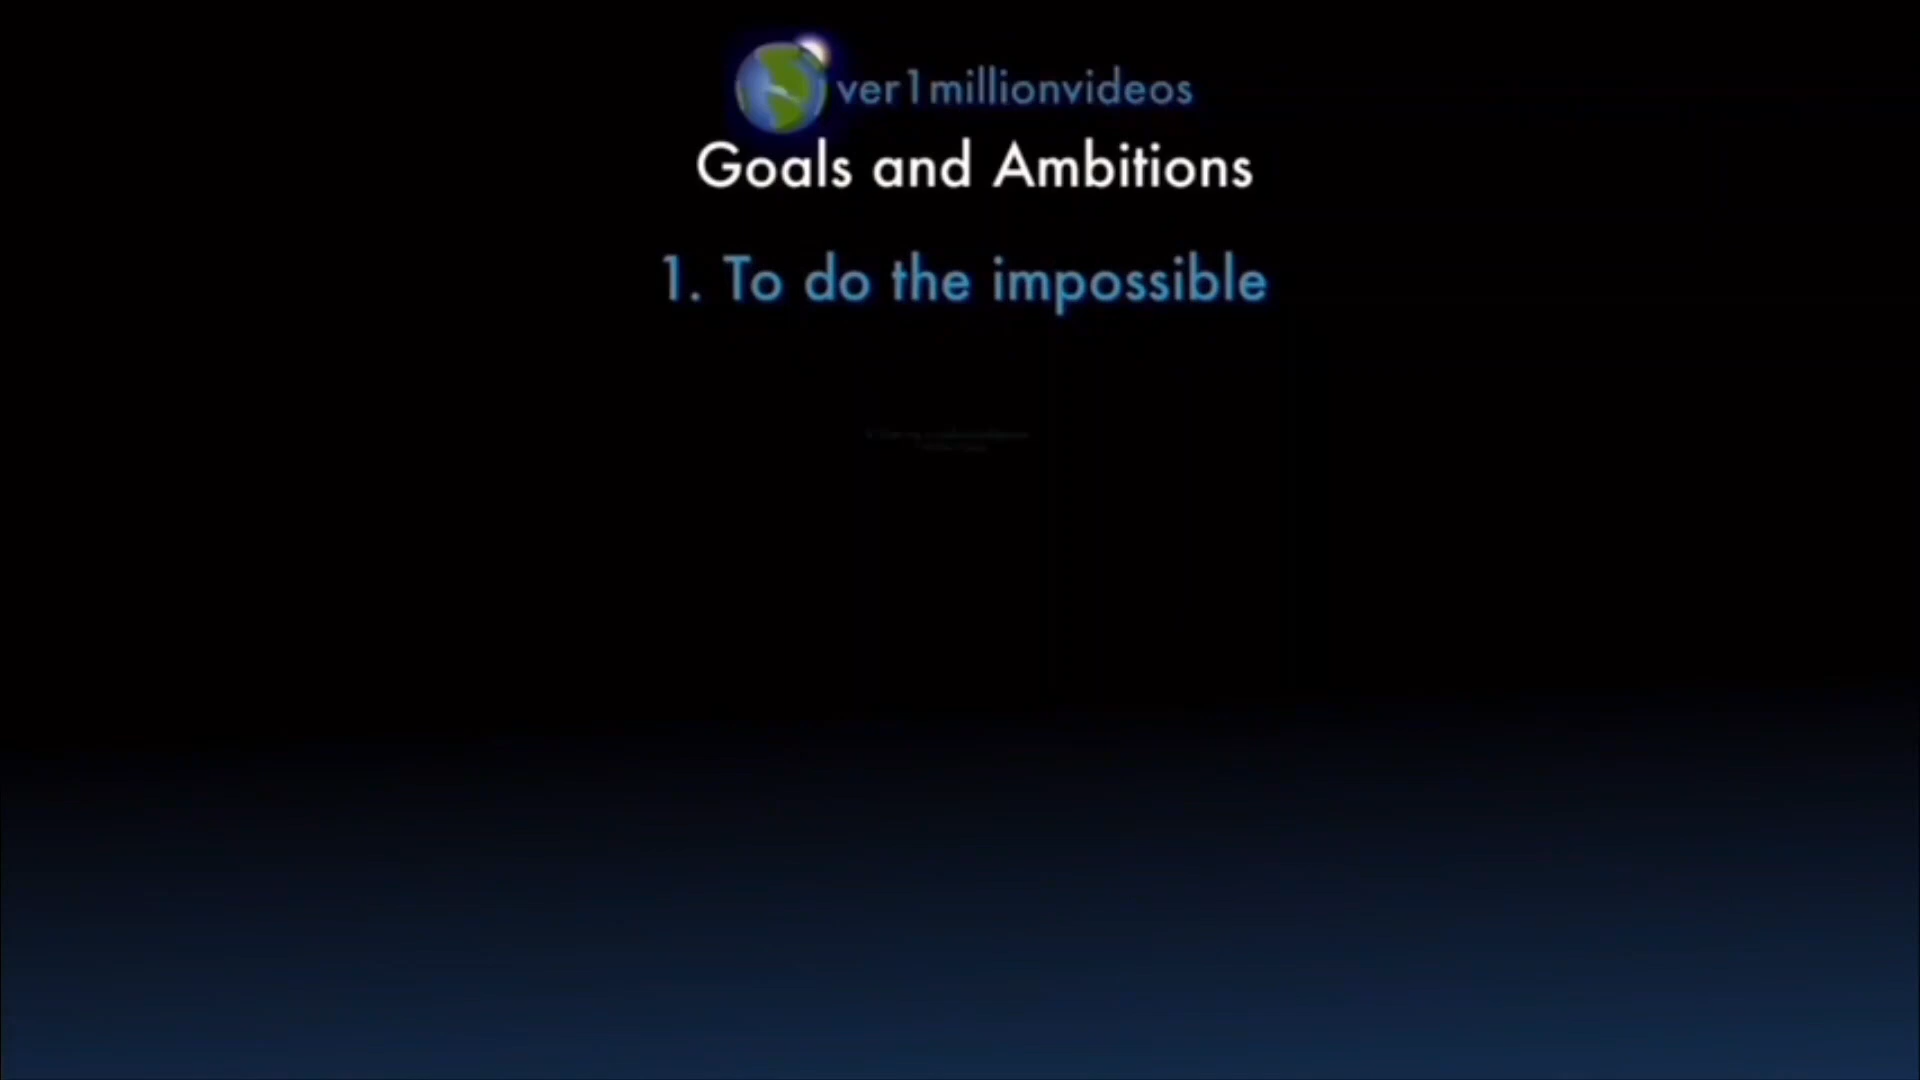 ver1millionvideos
Goals and Ambitions
1. To do the impossible